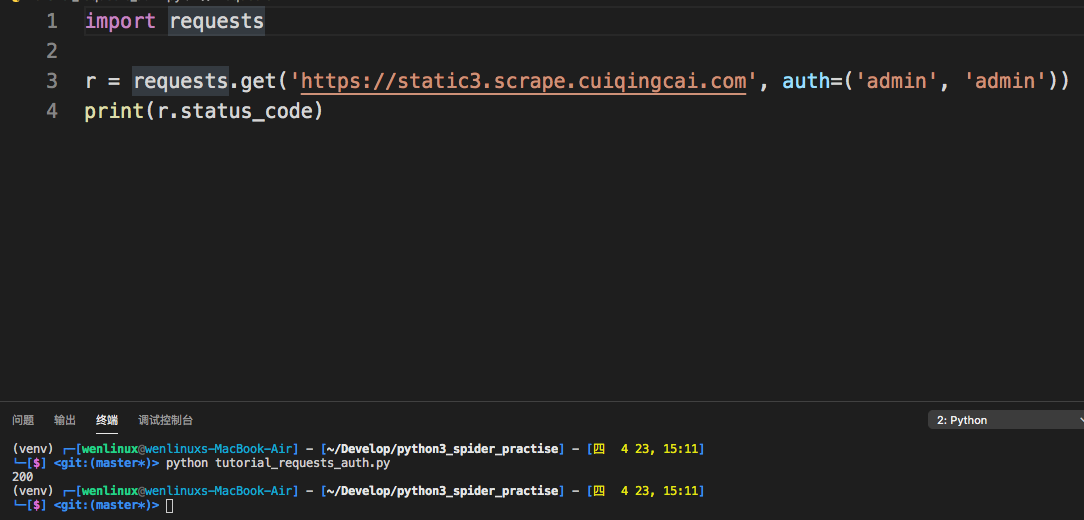 1 import requests
2
3 r = requests.get('https://static3.scrape.cuiqingcai.com', auth=('admin', 'admin'))
4 print(r.status_code)
问题 输出 终端 调试控制台 2: Python
(venv) ┌─[wenlinux@wenlinuxs-MacBook-Air] - [~/Develop/python3_spider_practise] - [四 4 23, 15:11]
└─[$] <git:(master*)> python tutorial_requests_auth.py
200
(venv) ┌─[wenlinux@wenlinuxs-MacBook-Air] - [~/Develop/python3_spider_practise] - [四 4 23, 15:11]
└─[$] <git:(master*)>